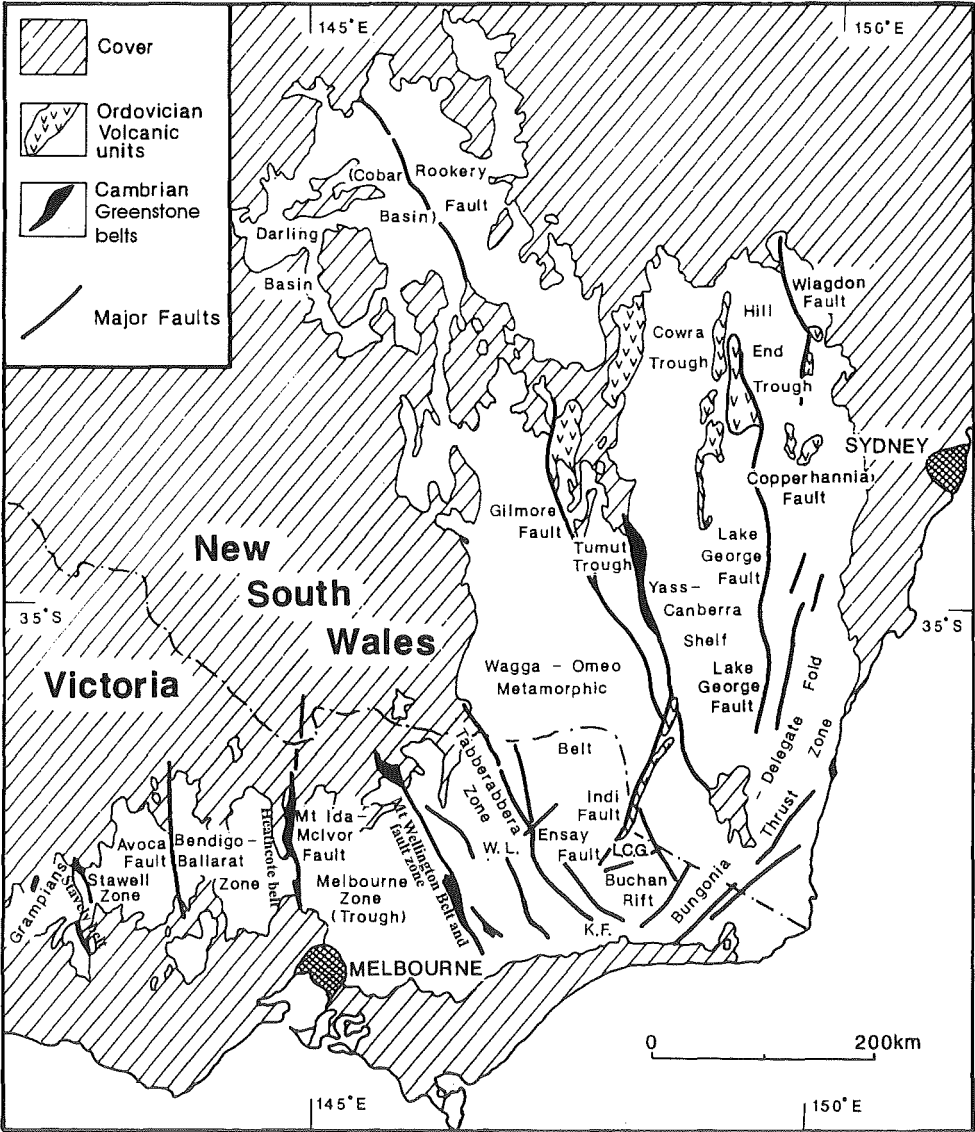 145°E
150°E
Cover
Ordovician
Volcanic
units
Cambrian
Greenstone
belts
Major Faults
(Cobar
Basin)
Rookery
Fault
Darling
Basin
Wiagdon
Fault
Hill
End
Trough
Cowra
Trough
SYDNEY
Copperhannia
Fault
Gilmore
Fault
Tumut
Trough
Lake
George
Fault
New
South
Wales
Victoria
35°S
35°S
Yass-
Canberra
Shelf
Lake
George
Fault
Wagga - Omeo
Metamorphic
Belt
Delegate Fold
Zone
Thrust
Bungonia
Tabberabbera
Zone
Indi
Fault
Ensay
Fault
L.C.G.
Buchan
Rift
K.F.
W.L.
Mt Wellington Belt and
fault zone
Mt Ida-
McIvor
Fault
Heathcote belt
Melbourne
Zone
(Trough)
Bendigo-
Ballarat
Zone
Avoca
Fault
Stawell
Zone
Grampians
MELBOURNE
0 200km
145°E
150°E